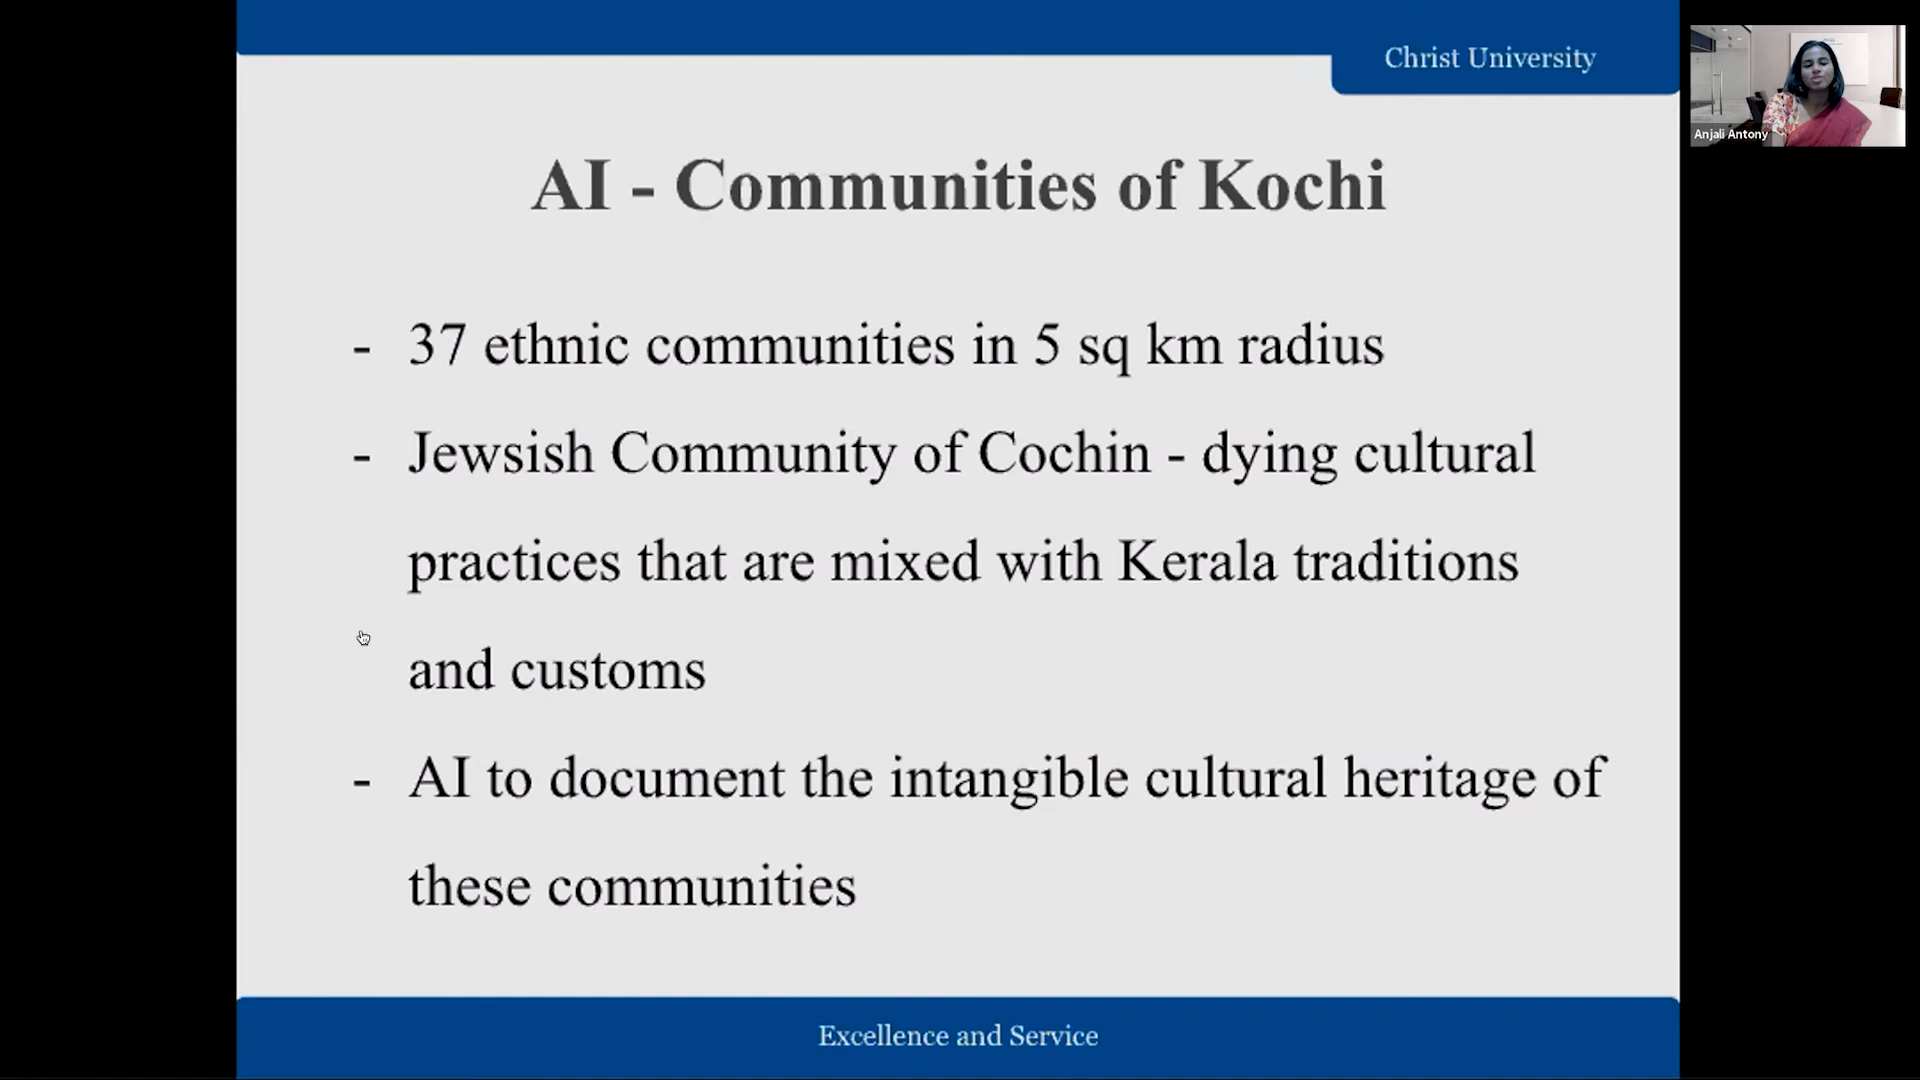 Christ University
Anjali Antony
AI - Communities of Kochi
- 37 ethnic communities in 5 sq km radius
- Jewsish Community of Cochin - dying cultural
practices that are mixed with Kerala traditions
and customs
- AI to document the intangible cultural heritage of
these communities
Excellence and Service